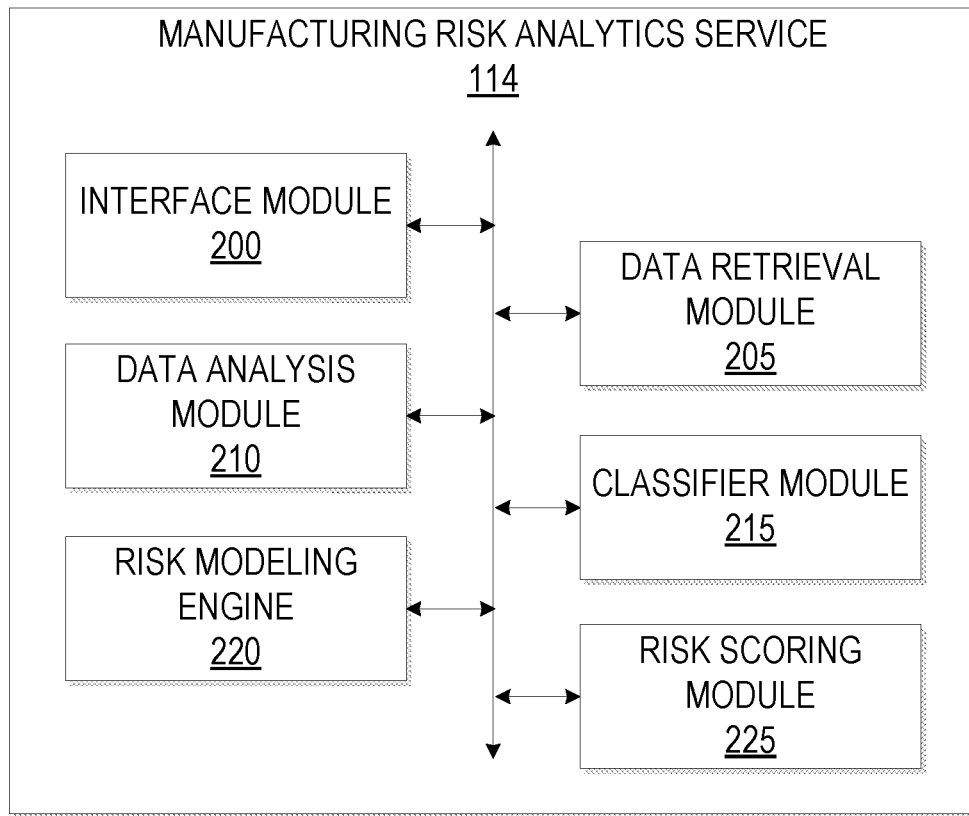 MANUFACTURING RISK ANALYTICS SERVICE
114
INTERFACE MODULE
200
DATA RETRIEVAL
MODULE
205
DATA ANALYSIS
MODULE
210
CLASSIFIER MODULE
215
RISK MODELING
ENGINE
220
RISK SCORING
MODULE
225